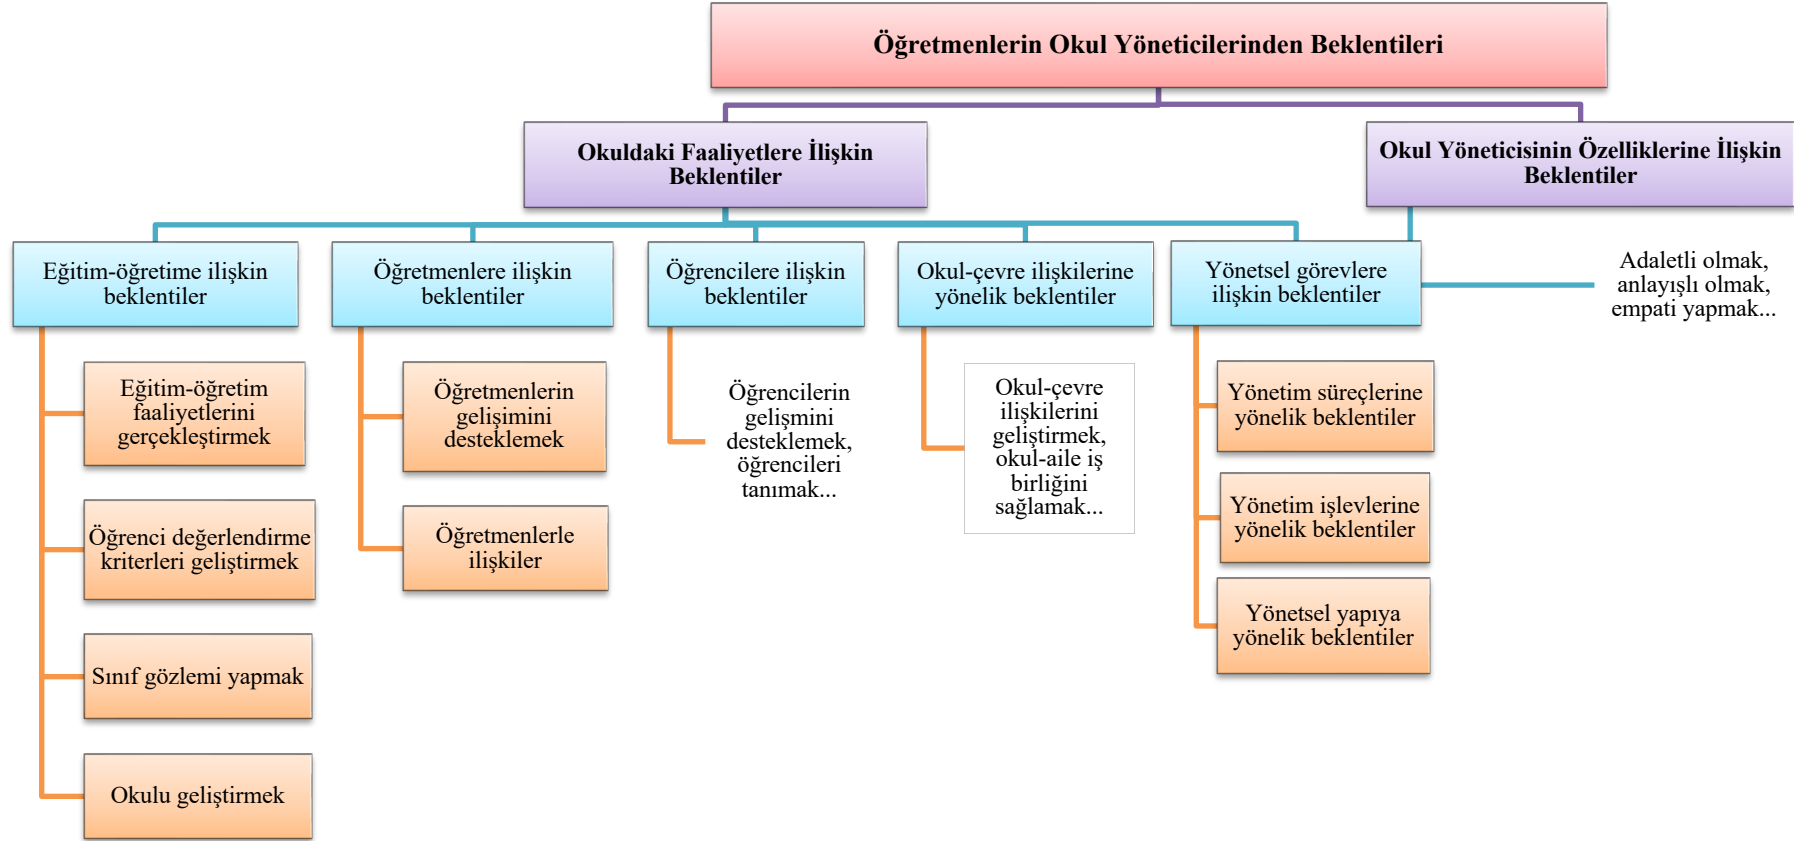 Öğretmenlerin Okul Yöneticilerinden Beklentileri
Okuldaki Faaliyetlere İlişkin
Beklentiler
Okul Yöneticisinin Özelliklerine İlişkin
Beklentiler
Eğitim-öğretime ilişkin
beklentiler
Öğretmenlere ilişkin
beklentiler
Öğrencilere ilişkin
beklentiler
Okul-çevre ilişkilerine
yönelik beklentiler
Yönetsel görevlere
ilişkin beklentiler
Adaletli olmak,
anlayışlı olmak,
empati yapmak...
Eğitim-öğretim
faaliyetlerini
gerçekleştirmek
Öğrenci değerlendirme
kriterleri geliştirmek
Sınıf gözlemi yapmak
Okulu geliştirmek
Öğretmenlerin
gelişimini
desteklemek
Öğretmenlerle
ilişkiler
Öğrencilerin
gelişmini
desteklemek,
öğrencileri
tanımak...
Okul-çevre
ilişkilerini
geliştirmek,
okul-aile iş
birliğini
sağlamak...
Yönetim süreçlerine
yönelik beklentiler
Yönetim işlevlerine
yönelik beklentiler
Yönetsel yapıya
yönelik beklentiler